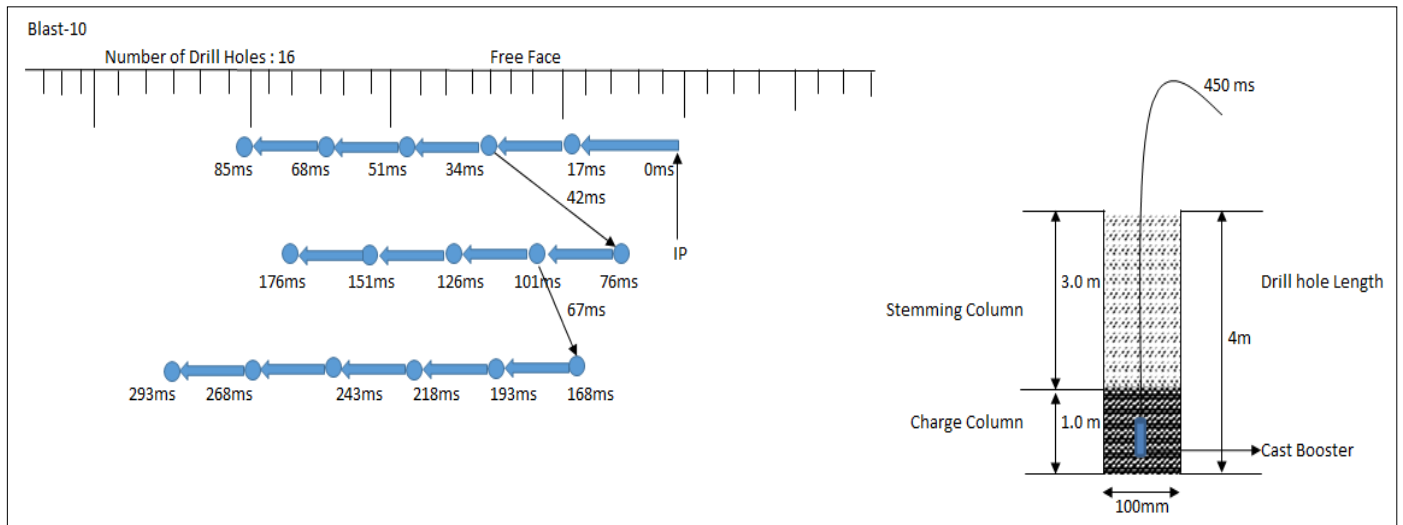 Blast-10
Number of Drill Holes : 16 Free Face
450 ms
85ms 68ms 51ms 34ms 17ms 0ms
42ms
IP
176ms 151ms 126ms 101ms 76ms
67ms
293ms 268ms 243ms 218ms 193ms 168ms
3.0 m Drill hole Length
Stemming Column
4m
Charge Column 1.0 m
Cast Booster
100mm